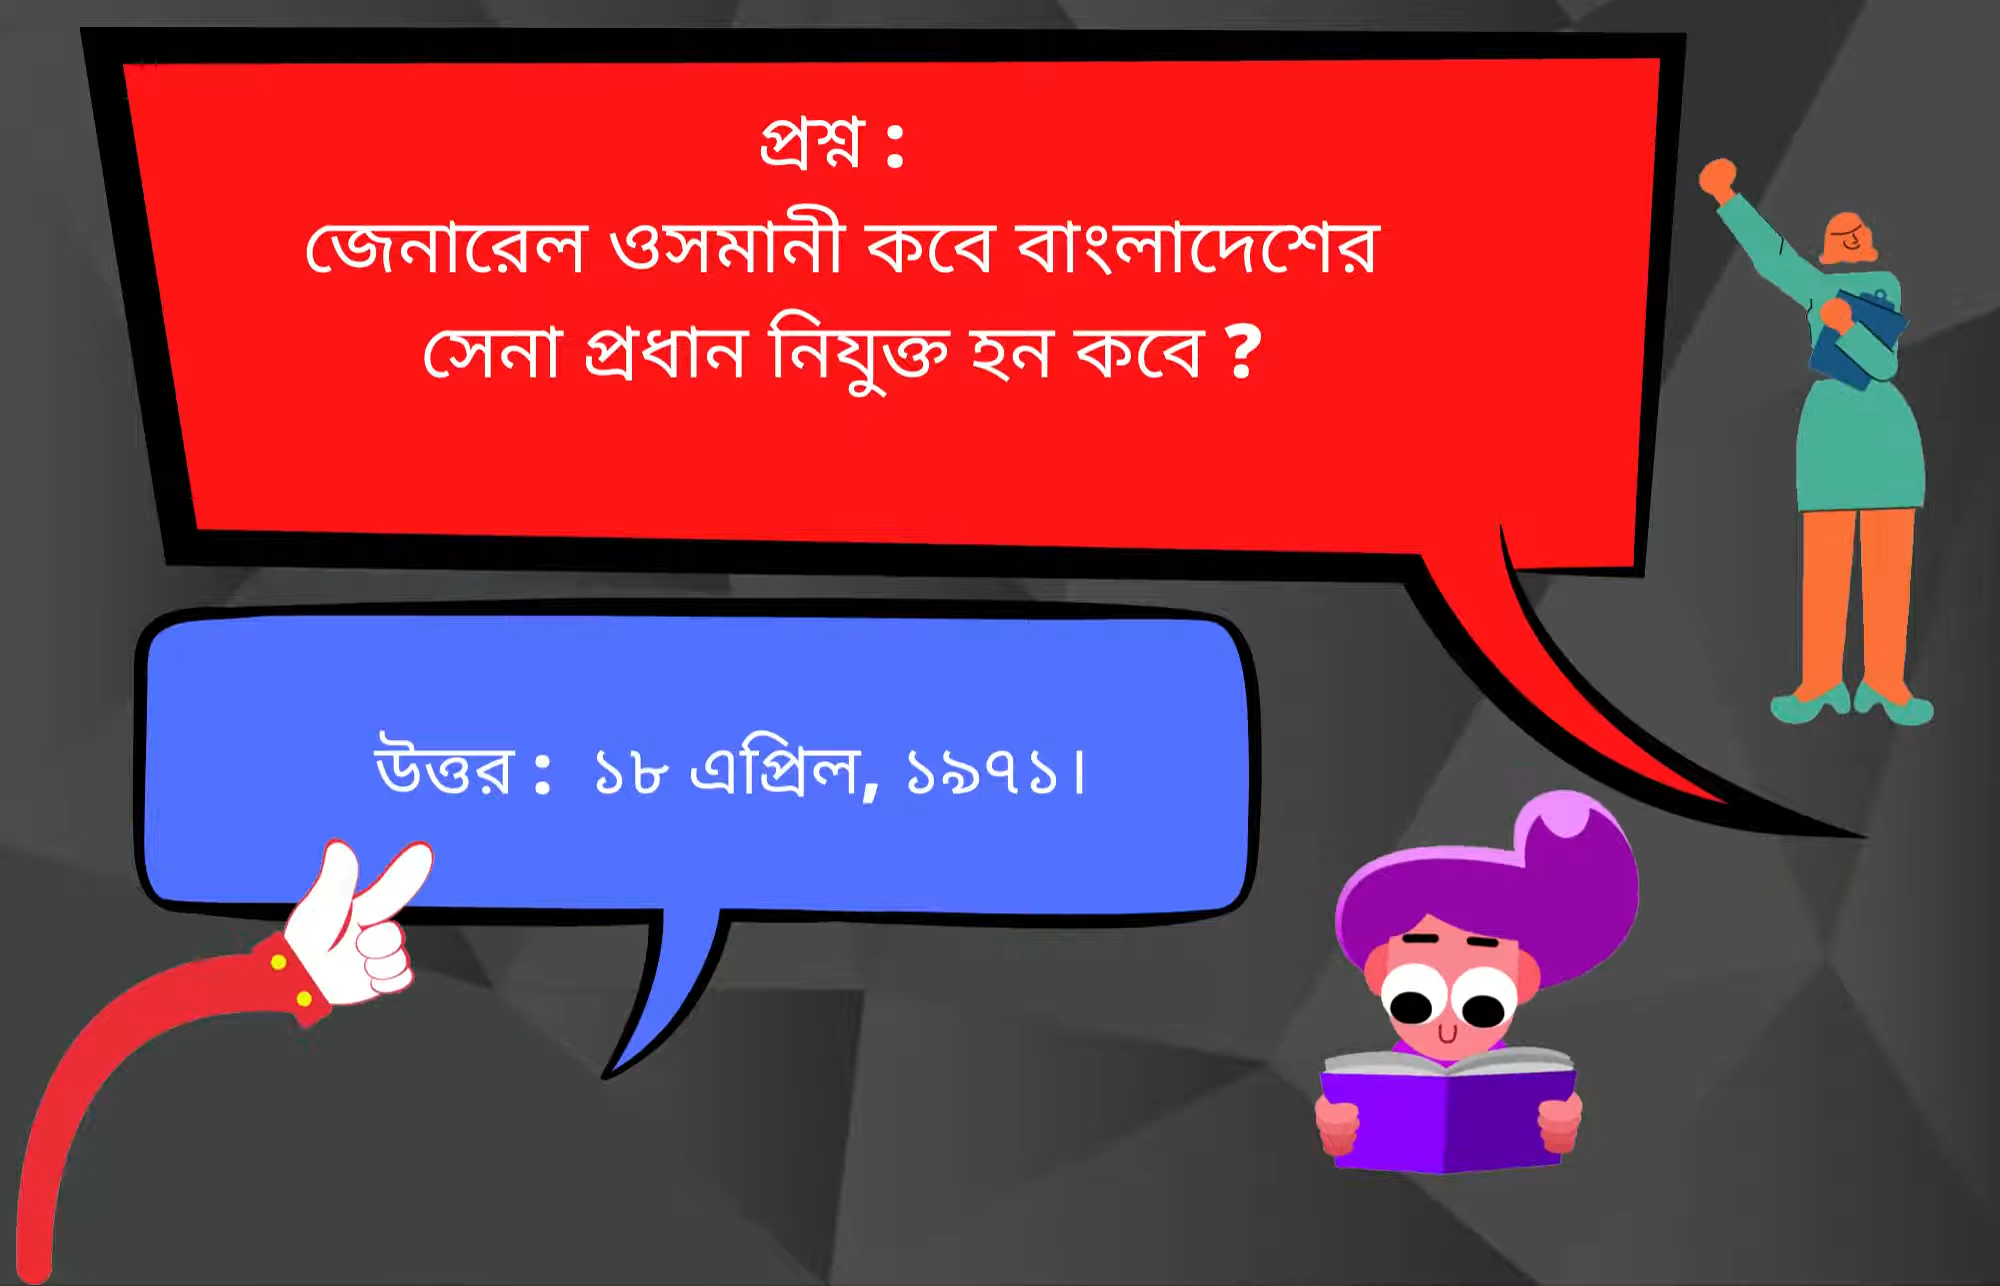 প্রশ্ন :
জেনারেল ওসমানী কবে বাংলাদেশের
সেনা প্রধান নিযুক্ত হন কবে ?
উত্তর : ১৮ এপ্রিল, ১৯৭১।